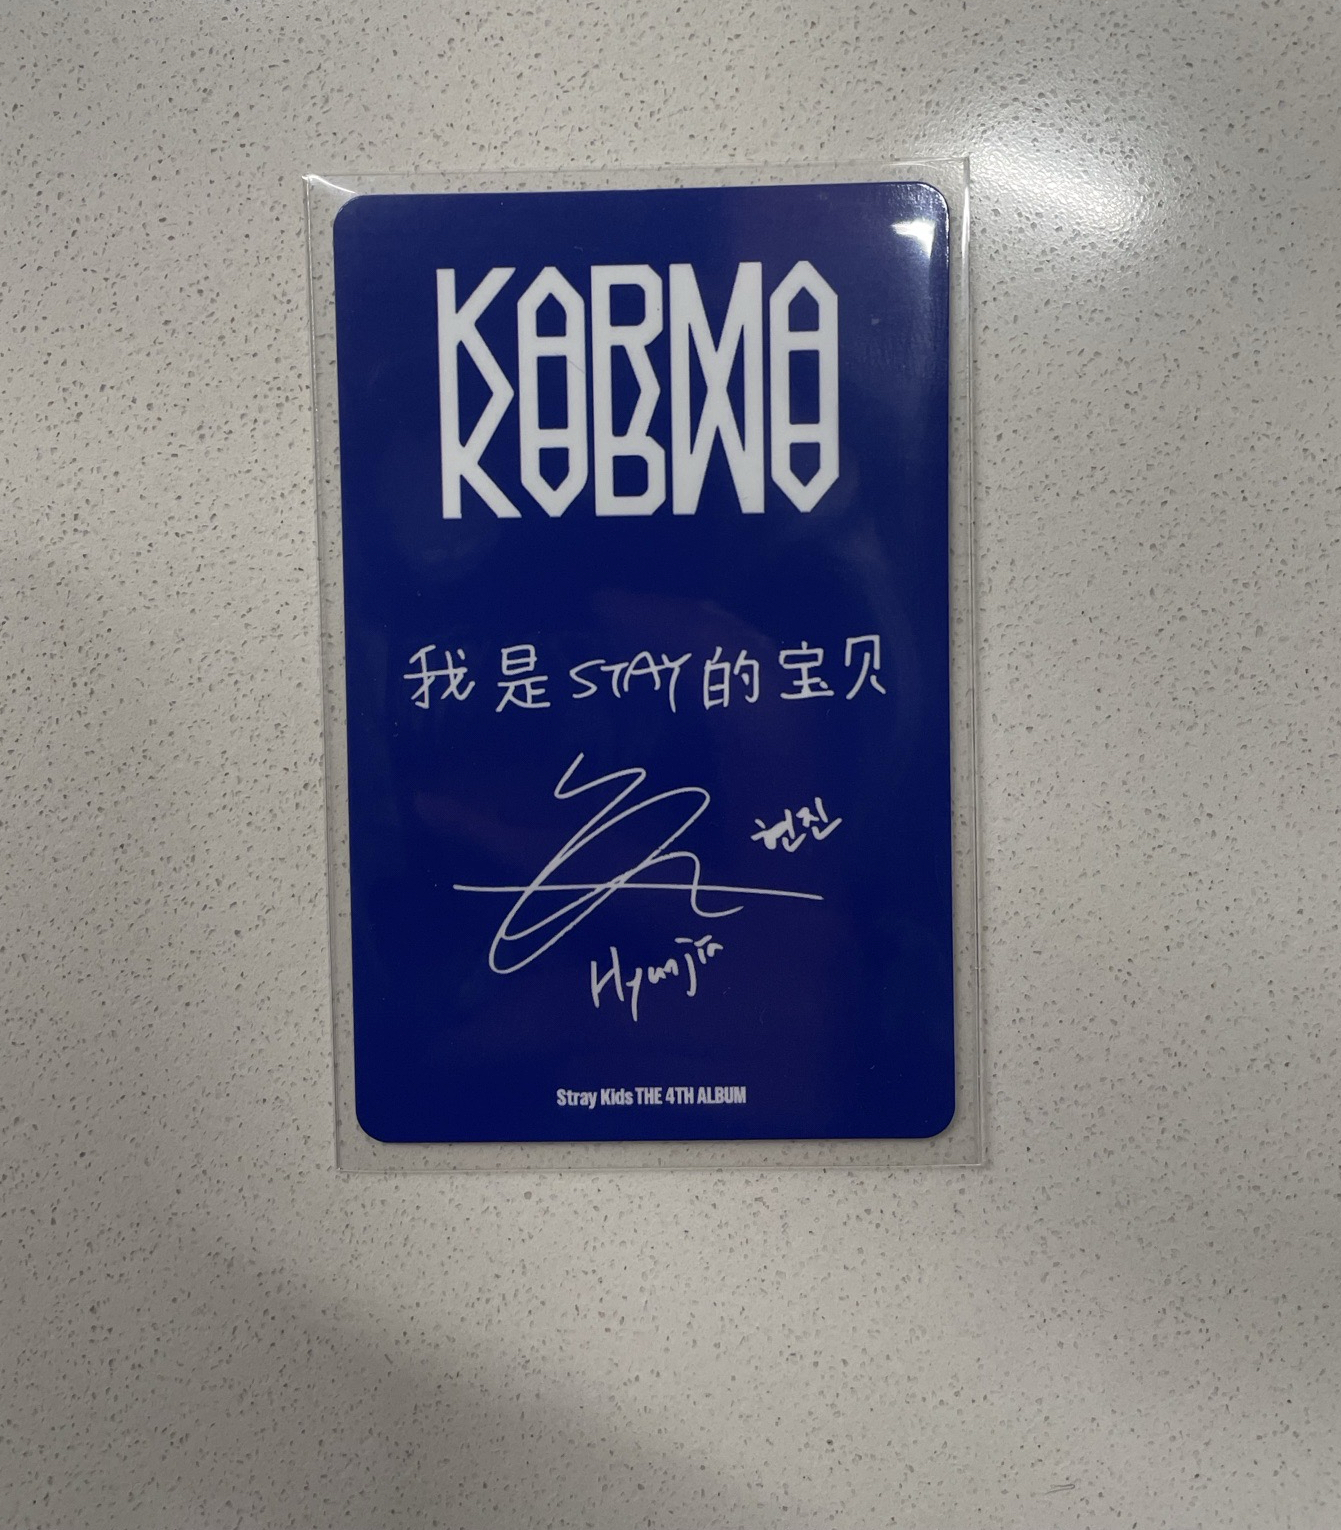 KARMA
我是STAY的宝贝
현진
Hyunjin
Stray Kids THE 4TH ALBUM